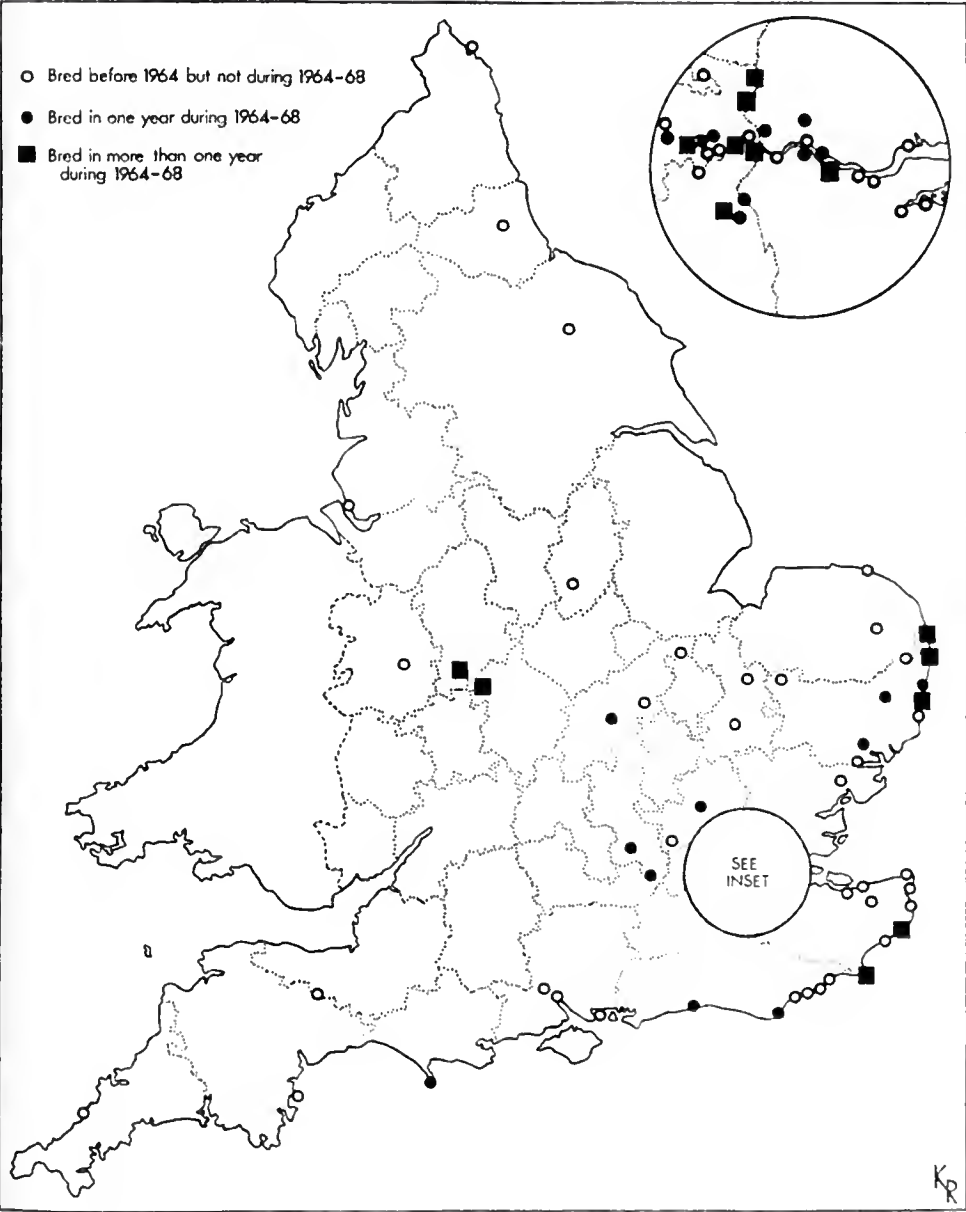 Bred before 1964 but not during 1964-68
Bred in one year during 1964-68
Bred in more than one year
during 1964-68
SEE
INSET
KR